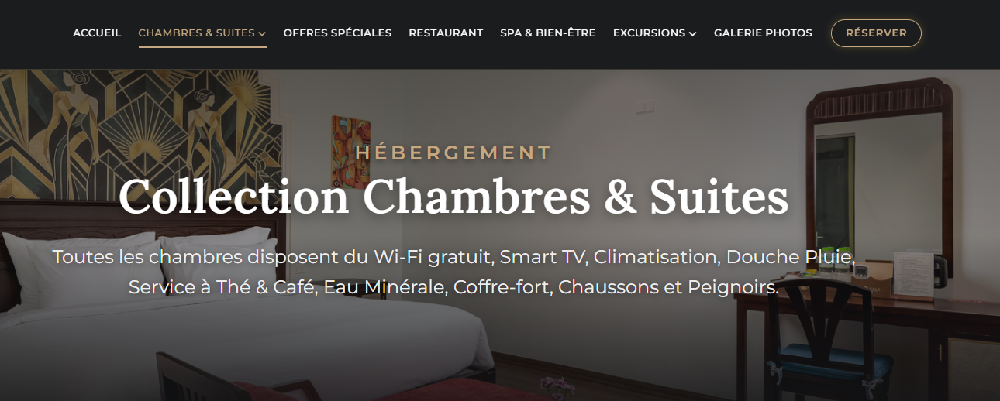 ACCUEIL CHAMBRES & SUITES OFFRES SPÉCIALES RESTAURANT SPA & BIEN-ÊTRE EXCURSIONS GALERIE PHOTOS RÉSERVER
HÉBERGEMENT
Collection Chambres & Suites
Toutes les chambres disposent du Wi-Fi gratuit, Smart TV, Climatisation, Douche Pluie,
Service à Thé & Café, Eau Minérale, Coffre-fort, Chaussons et Peignoirs.